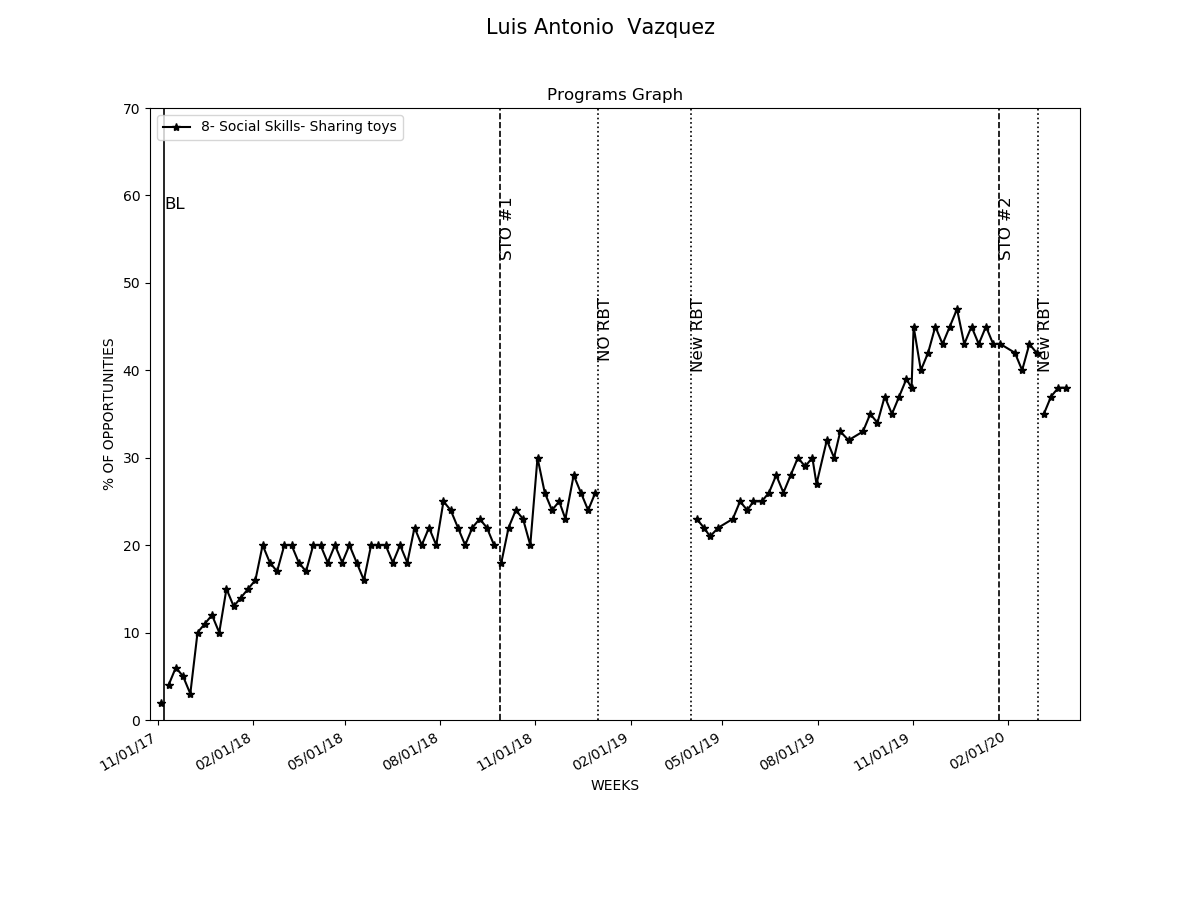 Luis Antonio  Vazquez
Programs Graph
8- Social Skills- Sharing toys
BL
STO #1
NO RBT
New RBT
STO #2
New RBT
% OF OPPORTUNITIES
70
60
50
40
30
20
10
0
11/01/17
02/01/18
05/01/18
08/01/18
11/01/18
02/01/19
05/01/19
08/01/19
11/01/19
02/01/20
WEEKS